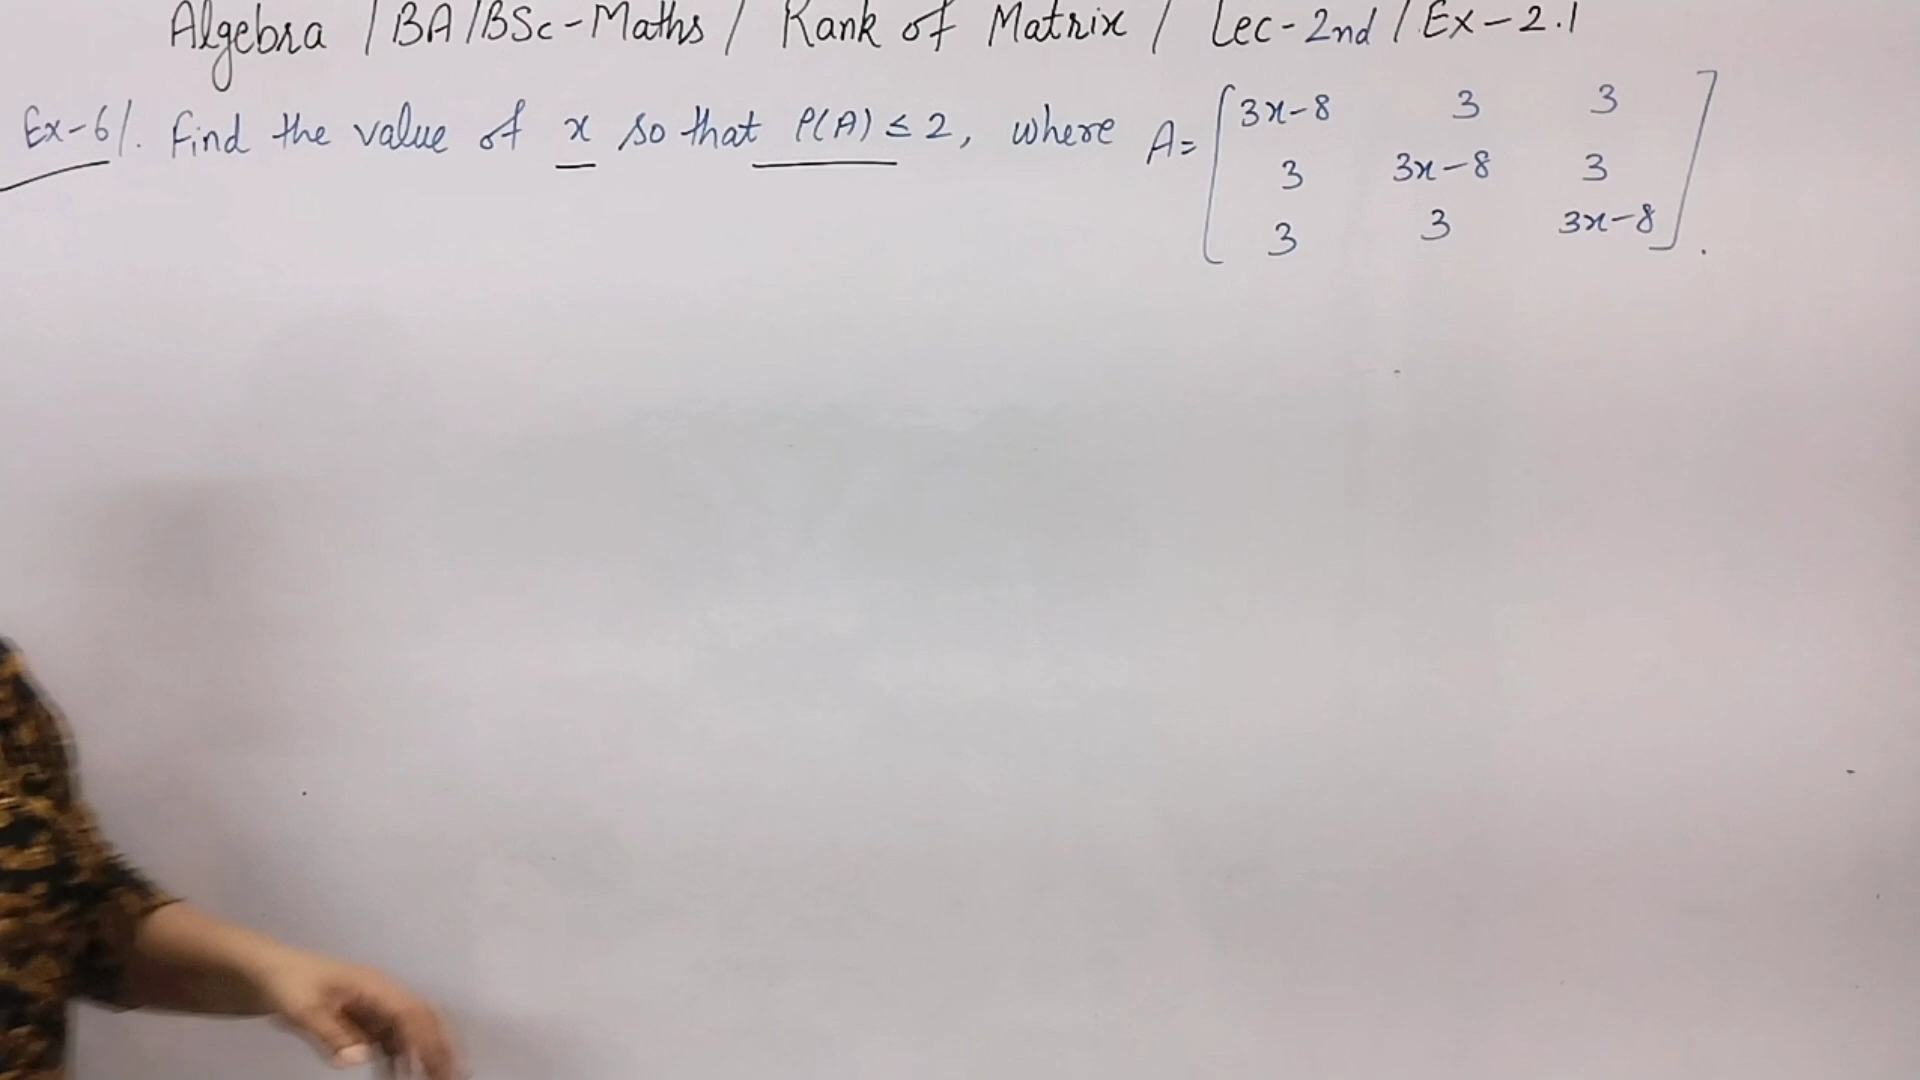 Algebra / BA/BSc-Maths / Rank of Matrix / Lec-2nd / Ex-2.1
Ex-6/. Find the value of x so that ρ(A) ≤ 2, where A= [3x-8 3 3
3 3x-8 3
3 3 3x-8].